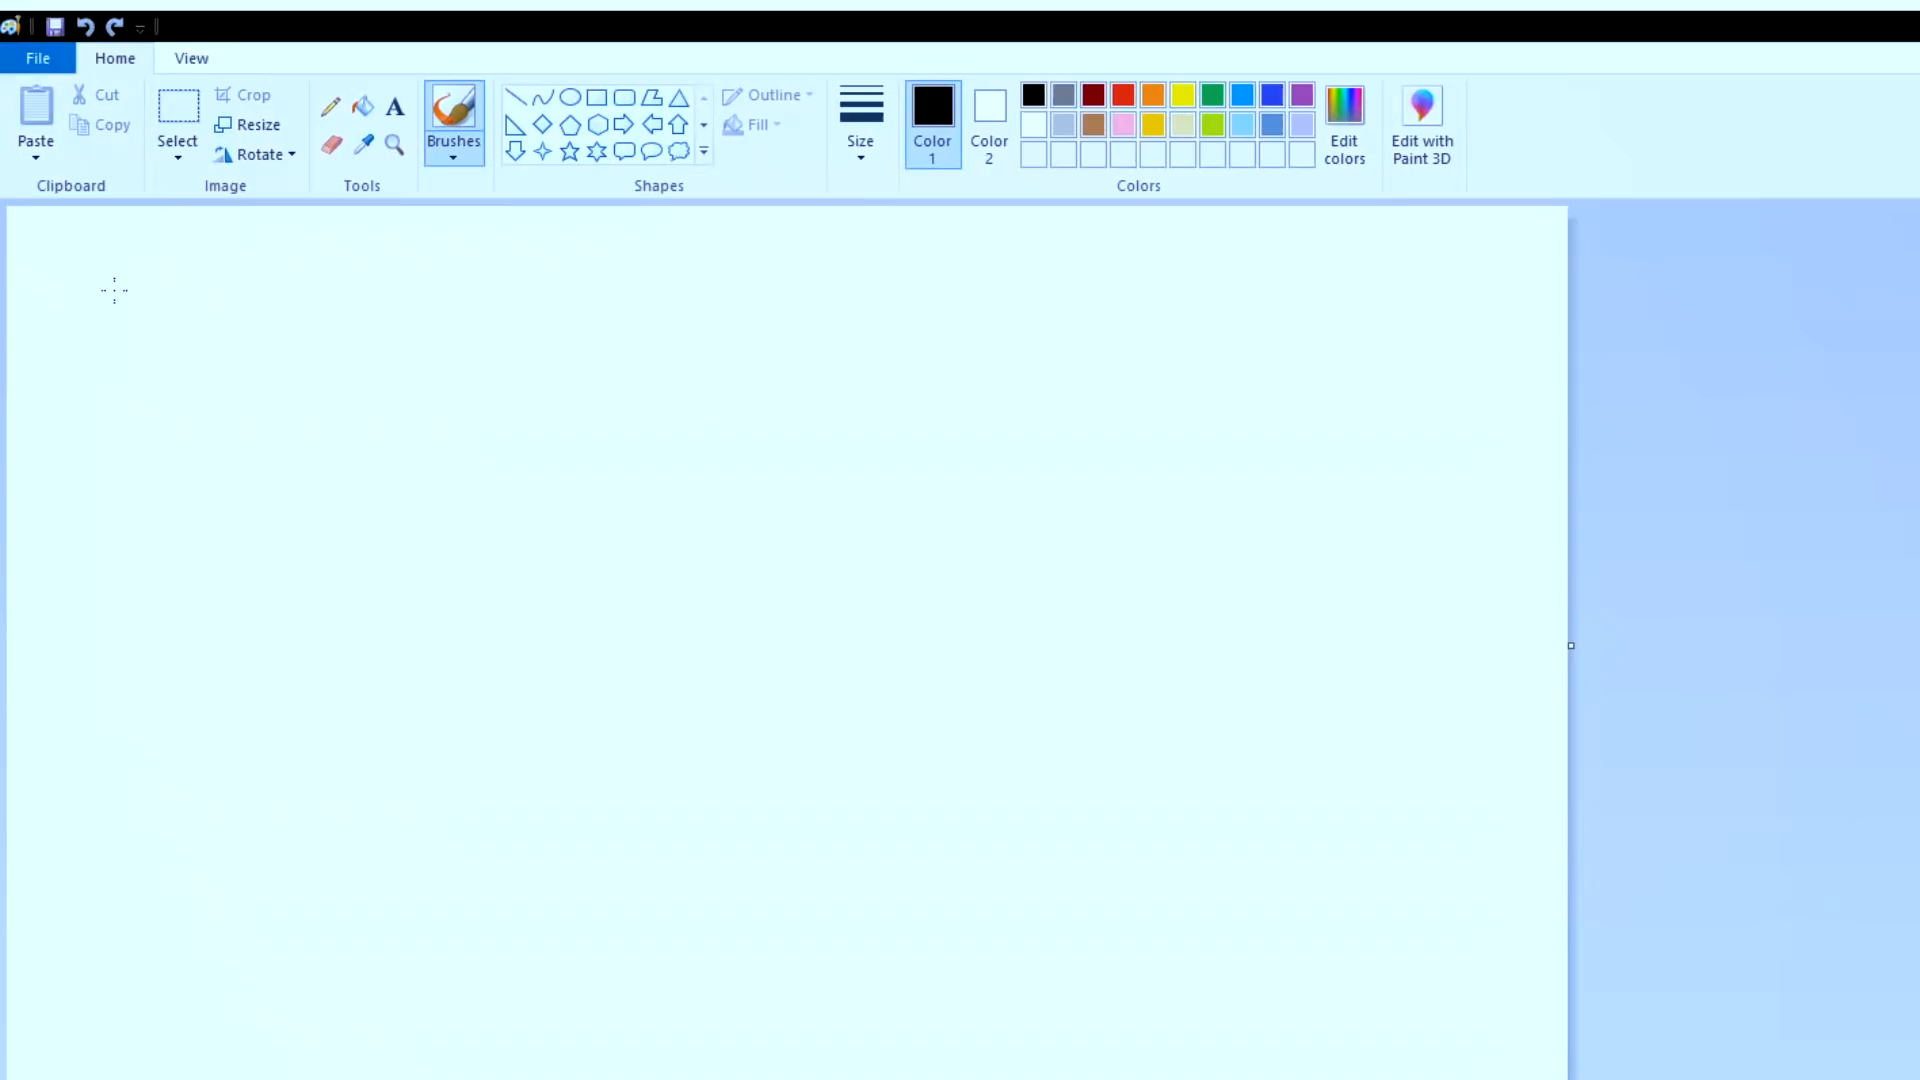 File Home View
Paste Cut Copy
Clipboard
Select Crop Resize Rotate
Image
A
Tools
Brushes
Shapes
Outline
Fill
Size
Color 1
Color 2
Colors
Edit colors
Edit with Paint 3D